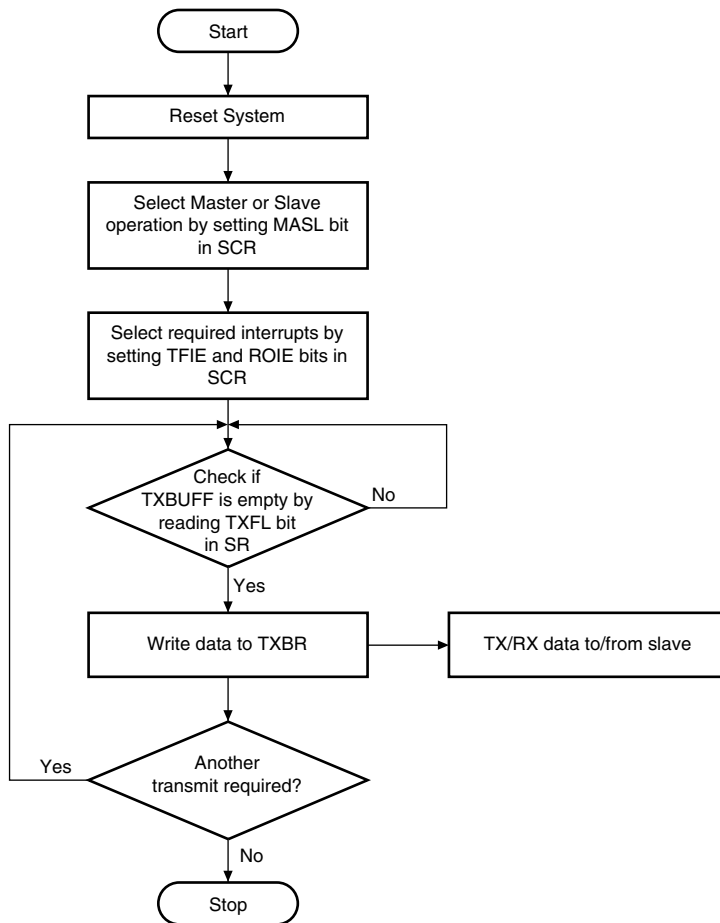 Start
Reset System
Select Master or Slave
operation by setting MASL bit
in SCR
Select required interrupts by
setting TFIE and ROIE bits in
SCR
Check if
TXBUFF is empty by
reading TXFL bit
in SR
No
Yes
Write data to TXBR
TX/RX data to/from slave
Another
transmit required?
Yes
No
Stop